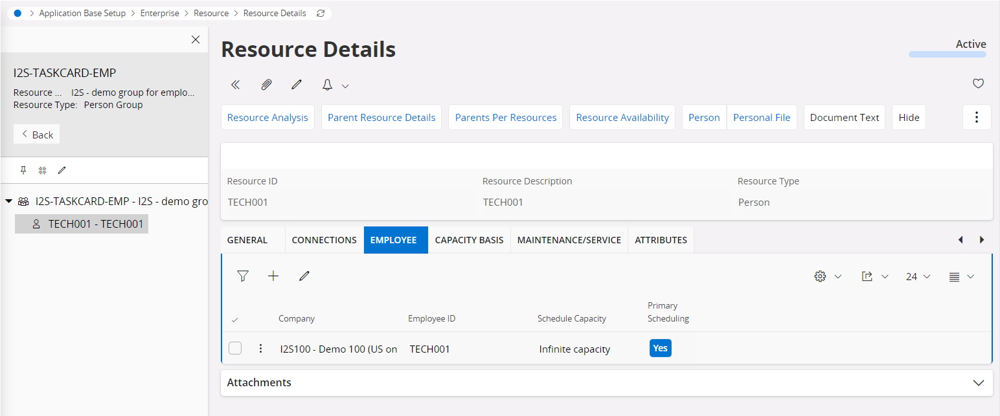 Application Base Setup > Enterprise > Resource > Resource Details
I2S-TASKCARD-EMP
Resource ... I2S - demo group for emplo...
Resource Type: Person Group
Back
I2S-TASKCARD-EMP - I2S - demo gro
TECH001 - TECH001
Resource Details
Active
Resource Analysis Parent Resource Details Parents Per Resources Resource Availability Person Personal File Document Text Hide
Resource ID Resource Description Resource Type
TECH001 TECH001 Person
GENERAL CONNECTIONS EMPLOYEE CAPACITY BASIS MAINTENANCE/SERVICE ATTRIBUTES
24
Company Employee ID Schedule Capacity Primary Scheduling
I2S100 - Demo 100 (US on TECH001 Infinite capacity Yes
Attachments